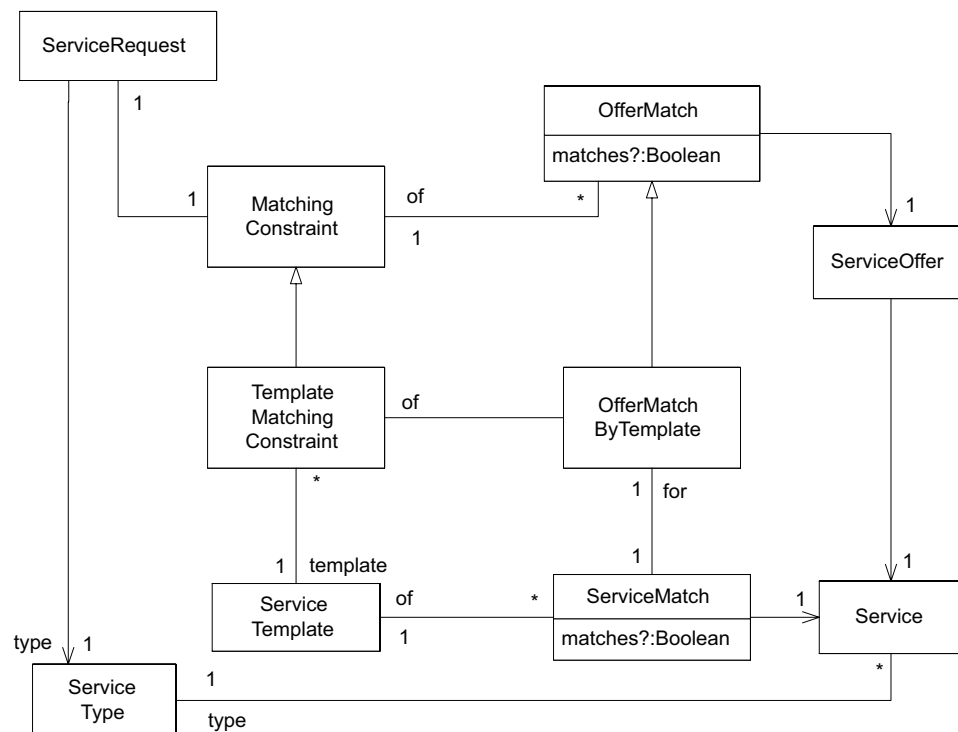 ServiceRequest
1
OfferMatch
matches?:Boolean
1
Matching
Constraint
of
1
*
1
ServiceOffer
Template
Matching
Constraint
of
OfferMatch
ByTemplate
*
1
for
1
template
1
1
Service
Template
of
1
*
ServiceMatch
matches?:Boolean
1
Service
type
1
Service
Type
1
type
*